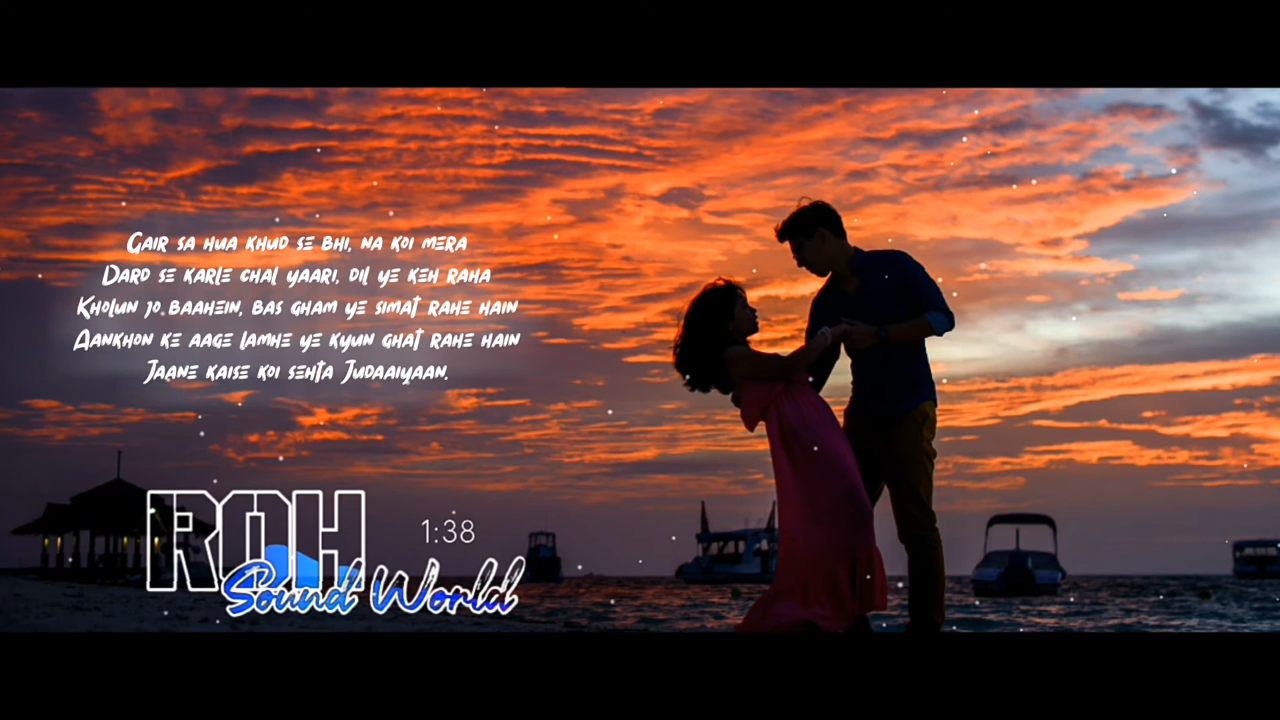 Gair sa hua khud se bhi, na koi mera
Dard se karle chal yaari, dil ye keh raha
Kholun jo baahein, bas gham ye simat rahe hain
Aankhon ke aage lamhe ye kyun ghat rahe hain
Jaane kaise koi sehta Judaaiyaan.
ROH
1:38
Sound World